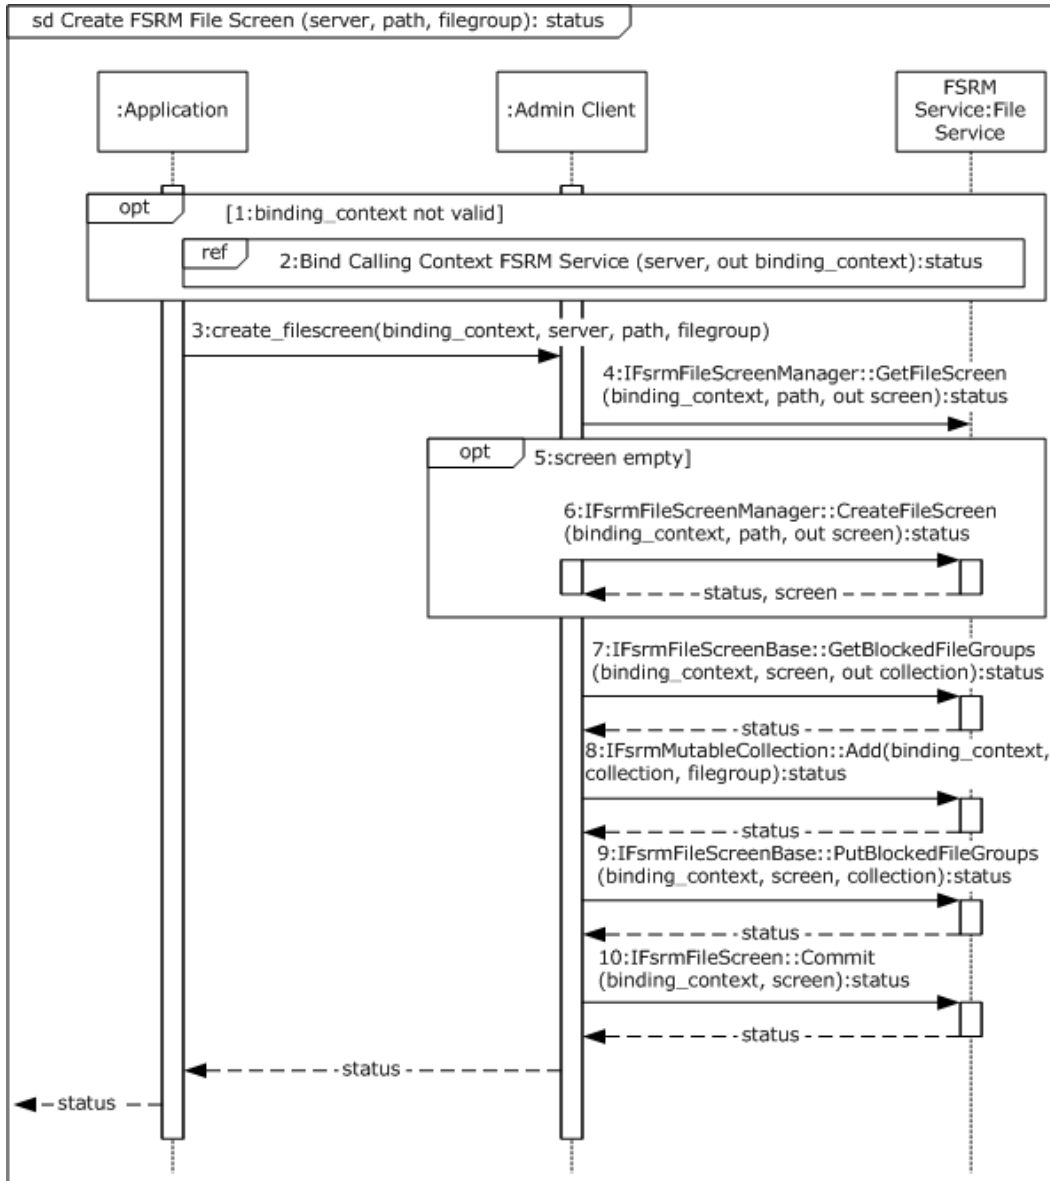 sd Create FSRM File Screen (server, path, filegroup): status
:Application
:Admin Client
FSRM
Service:File
Service
opt
[1:binding_context not valid]
ref
2:Bind Calling Context FSRM Service (server, out binding_context):status
3:create_filescreen(binding_context, server, path, filegroup)
4:IFsrmFileScreenManager::GetFileScreen
(binding_context, path, out screen):status
opt
5:screen empty]
6:IFsrmFileScreenManager::CreateFileScreen
(binding_context, path, out screen):status
status, screen
7:IFsrmFileScreenBase::GetBlockedFileGroups
(binding_context, screen, out collection):status
status
8:IFsrmMutableCollection::Add(binding_context,
collection, filegroup):status
status
9:IFsrmFileScreenBase::PutBlockedFileGroups
(binding_context, screen, collection):status
status
10:IFsrmFileScreen::Commit
(binding_context, screen):status
status
status
status